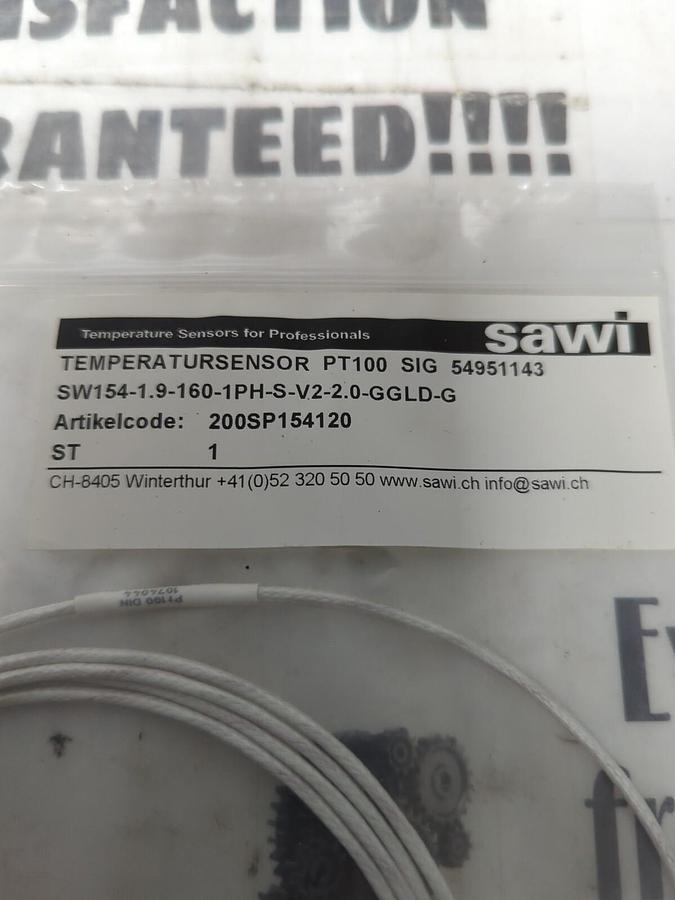 RANTEED!!!!
Temperature Sensors for Professionals sawi
TEMPERATURSENSOR PT100 SIG 54951143
SW154-1.9-160-1PH-S-V2-2.0-GGLD-G
Artikelcode: 200SP154120
ST 1
CH-8405 Winterthur +41(0)52 320 50 50 www.sawi.ch info@sawi.ch
PT100 DIN